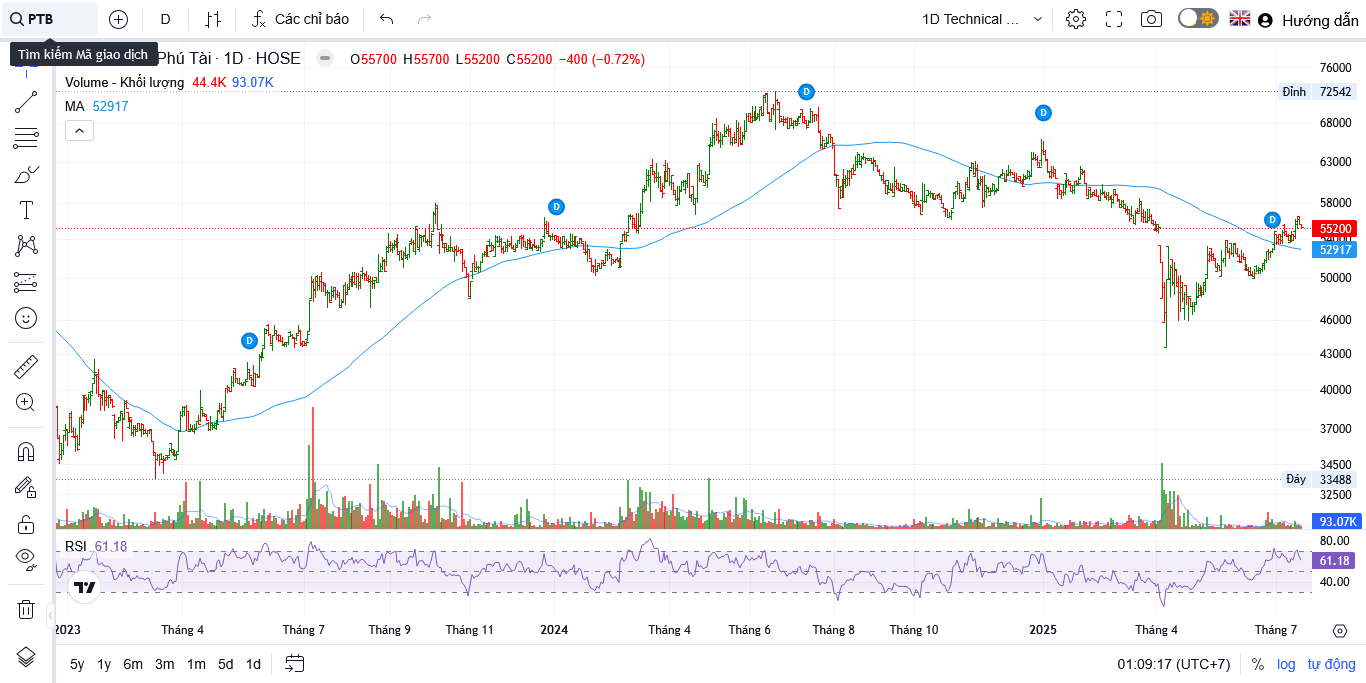 PTB
D
Các chỉ báo
1D Technical ...
Hướng dẫn
Tìm kiếm Mã giao dịch
Phú Tài · 1D · HOSE
O55700 H55700 L55200 C55200 −400 (−0.72%)
Volume - Khối lượng 44.4K 93.07K
MA 52917
D
D
D
D
D
76000
Đỉnh 72542
68000
63000
58000
55200
54000
52917
50000
46000
43000
40000
37000
34500
Đáy 33488
32500
93.07K
RSI 61.18
80.00
61.18
40.00
2023 Tháng 4 Tháng 7 Tháng 9 Tháng 11 2024 Tháng 4 Tháng 6 Tháng 8 Tháng 10 2025 Tháng 4 Tháng 7
5y 1y 6m 3m 1m 5d 1d
01:09:17 (UTC+7) % log tự động